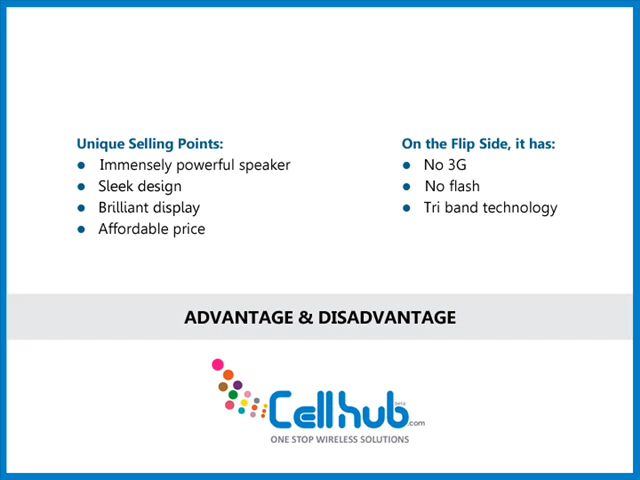 Unique Selling Points:
● Immensely powerful speaker
● Sleek design
● Brilliant display
● Affordable price
On the Flip Side, it has:
● No 3G
● No flash
● Tri band technology
ADVANTAGE & DISADVANTAGE
Cellhub beta .com
ONE STOP WIRELESS SOLUTIONS